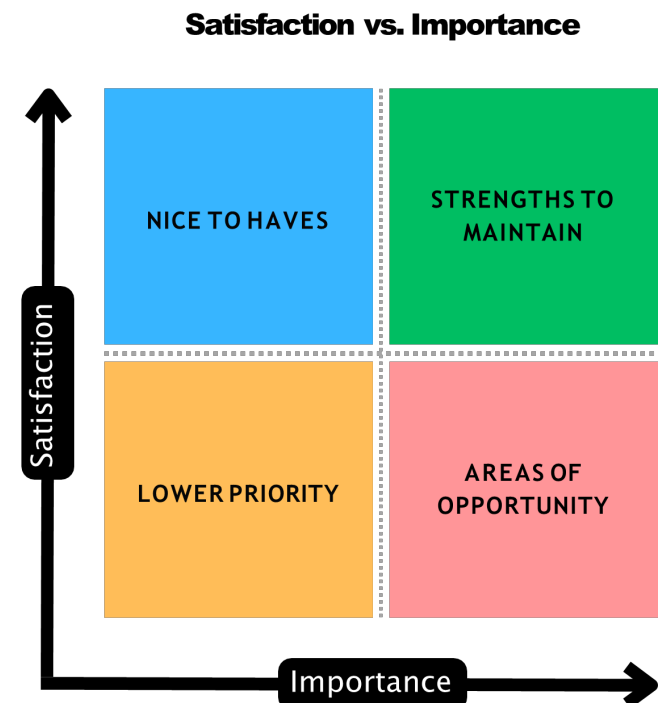 Satisfaction vs. Importance
NICE TO HAVES
STRENGTHS TO
MAINTAIN
Satisfaction
LOWER PRIORITY
AREAS OF
OPPORTUNITY
Importance